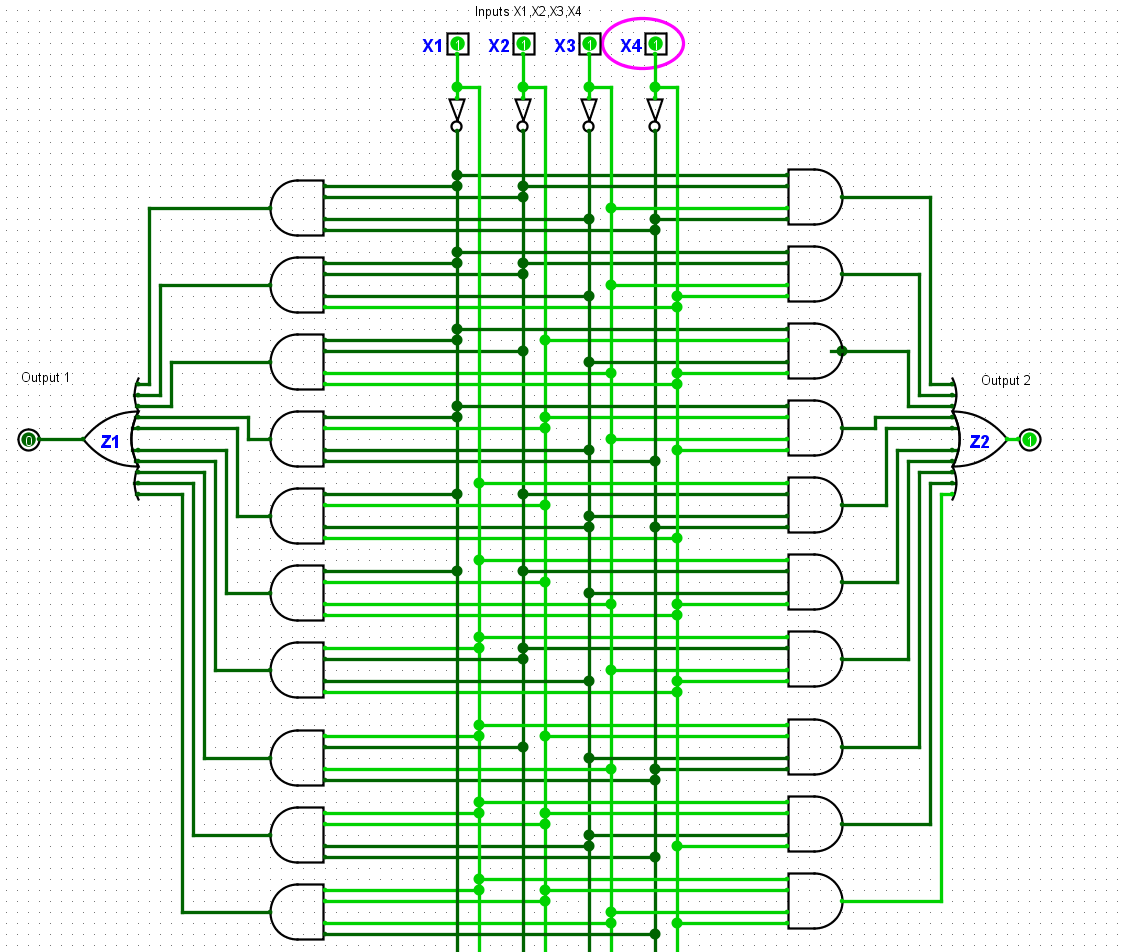 Inputs X1,X2,X3,X4
X1 1 X2 1 X3 1 X4 1
Output 1
Output 2
0 Z1
Z2 1